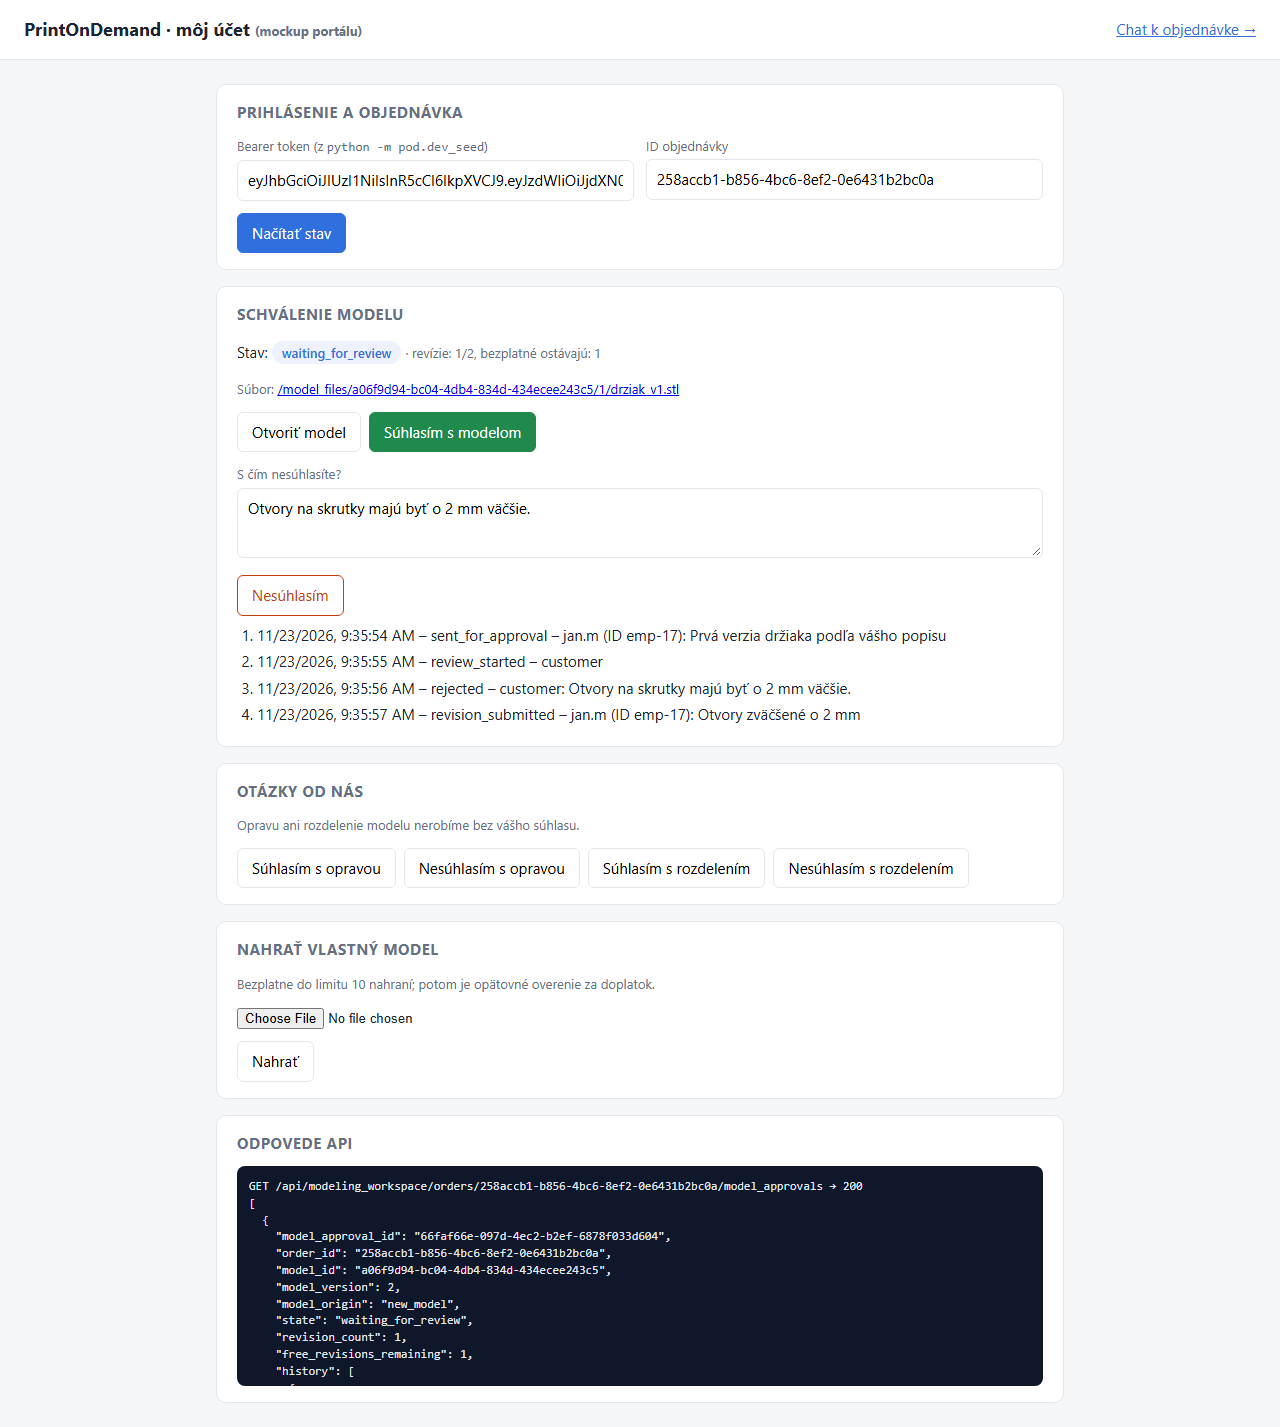 PrintOnDemand · môj účet (mockup portálu)
Chat k objednávke →
PRIHLÁSENIE A OBJEDNÁVKA
Bearer token (z python -m pod.dev_seed)
ID objednávky
eyJhbGciOiJIUzI1NiIsInR5cCI6IkpXVCJ9.eyJzdWIiOiJjdXN0
258accb1-b856-4bc6-8ef2-0e6431b2bc0a
Načítať stav
SCHVÁLENIE MODELU
Stav: waiting_for_review · revízie: 1/2, bezplatné ostávajú: 1
Súbor: /model_files/a06f9d94-bc04-4db4-834d-434ecee243c5/1/drziak_v1.stl
Otvoriť model
Súhlasím s modelom
S čím nesúhlasíte?
Otvory na skrutky majú byť o 2 mm väčšie.
Nesúhlasím
1. 11/23/2026, 9:35:54 AM – sent_for_approval – jan.m (ID emp-17): Prvá verzia držiaka podľa vášho popisu
2. 11/23/2026, 9:35:55 AM – review_started – customer
3. 11/23/2026, 9:35:56 AM – rejected – customer: Otvory na skrutky majú byť o 2 mm väčšie.
4. 11/23/2026, 9:35:57 AM – revision_submitted – jan.m (ID emp-17): Otvory zväčšené o 2 mm
OTÁZKY OD NÁS
Opravu ani rozdelenie modelu nerobíme bez vášho súhlasu.
Súhlasím s opravou
Nesúhlasím s opravou
Súhlasím s rozdelením
Nesúhlasím s rozdelením
NAHRAŤ VLASTNÝ MODEL
Bezplatne do limitu 10 nahraní; potom je opätovné overenie za doplatok.
Choose File No file chosen
Nahrať
ODPOVEDE API
GET /api/modeling_workspace/orders/258accb1-b856-4bc6-8ef2-0e6431b2bc0a/model_approvals → 200
[
{
"model_approval_id": "66faf66e-097d-4ec2-b2ef-6878f033d604",
"order_id": "258accb1-b856-4bc6-8ef2-0e6431b2bc0a",
"model_id": "a06f9d94-bc04-4db4-834d-434ecee243c5",
"model_version": 2,
"model_origin": "new_model",
"state": "waiting_for_review",
"revision_count": 1,
"free_revisions_remaining": 1,
"history": [